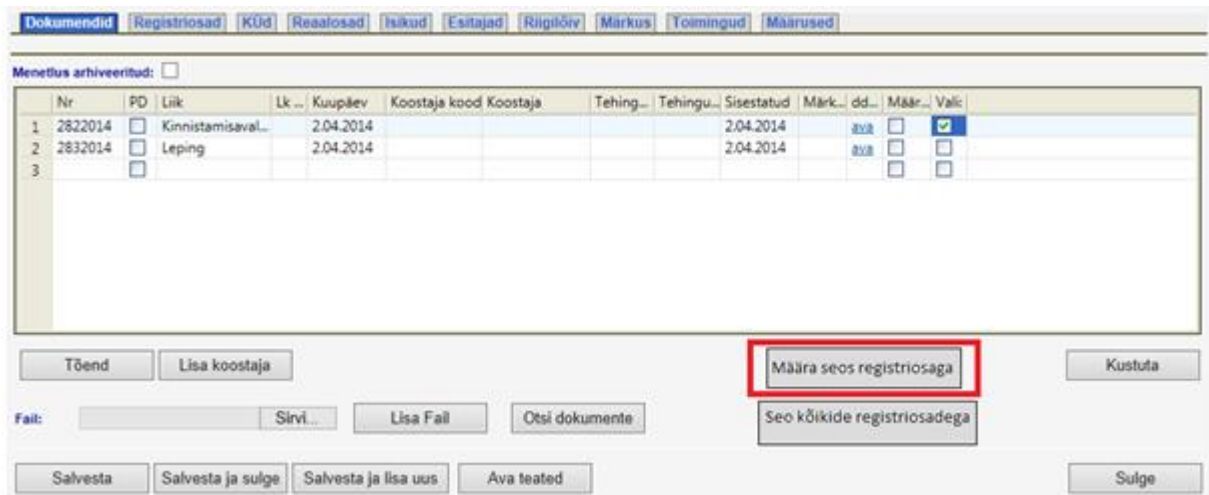 Dokumendid Registriosad KÜd Reaalosad Isikud Esitajad Riigilõiv Märkus Toimingud Määrused
Menetlus arhiveeritud:
Nr PD Liik Lk ... Kuupäev Koostaja kood Koostaja Tehing... Tehingu... Sisestatud Märk... dd... Määr... Vali:
1 2822014 Kinnistamisaval... 2.04.2014 2.04.2014 ava
2 2832014 Leping 2.04.2014 2.04.2014 ava
3
Tõend Lisa koostaja Määra seos registriosaga Kustuta
Fail: Sirvi... Lisa Fail Otsi dokumente Seo kõikide registriosadega
Salvesta Salvesta ja sulge Salvesta ja lisa uus Ava teated Sulge